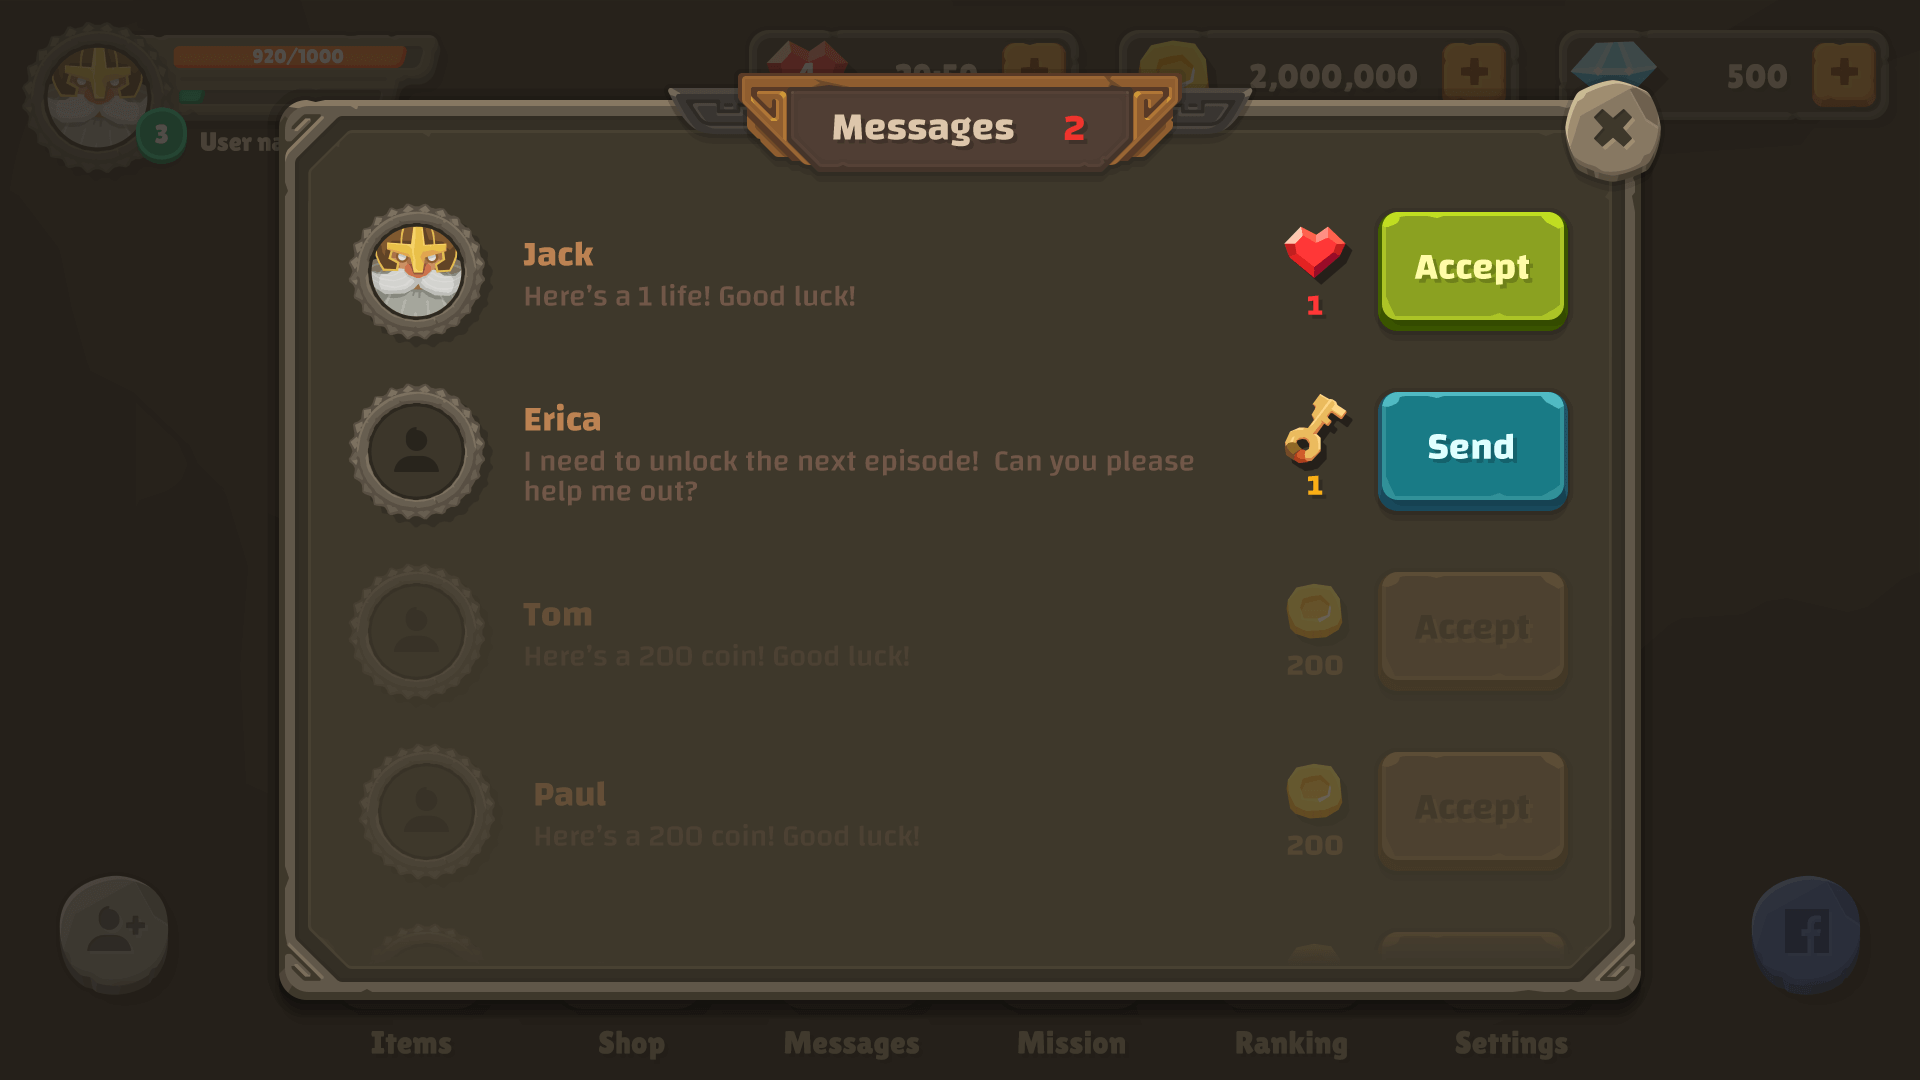 920/1000
4
2,000,000
500
3
User na
Messages 2
Jack
Here's a 1 life! Good luck!
1
Accept
Erica
I need to unlock the next episode! Can you please
help me out?
1
Send
Tom
Here's a 200 coin! Good luck!
200
Accept
Paul
Here's a 200 coin! Good luck!
200
Accept
Items
Shop
Messages
Mission
Ranking
Settings